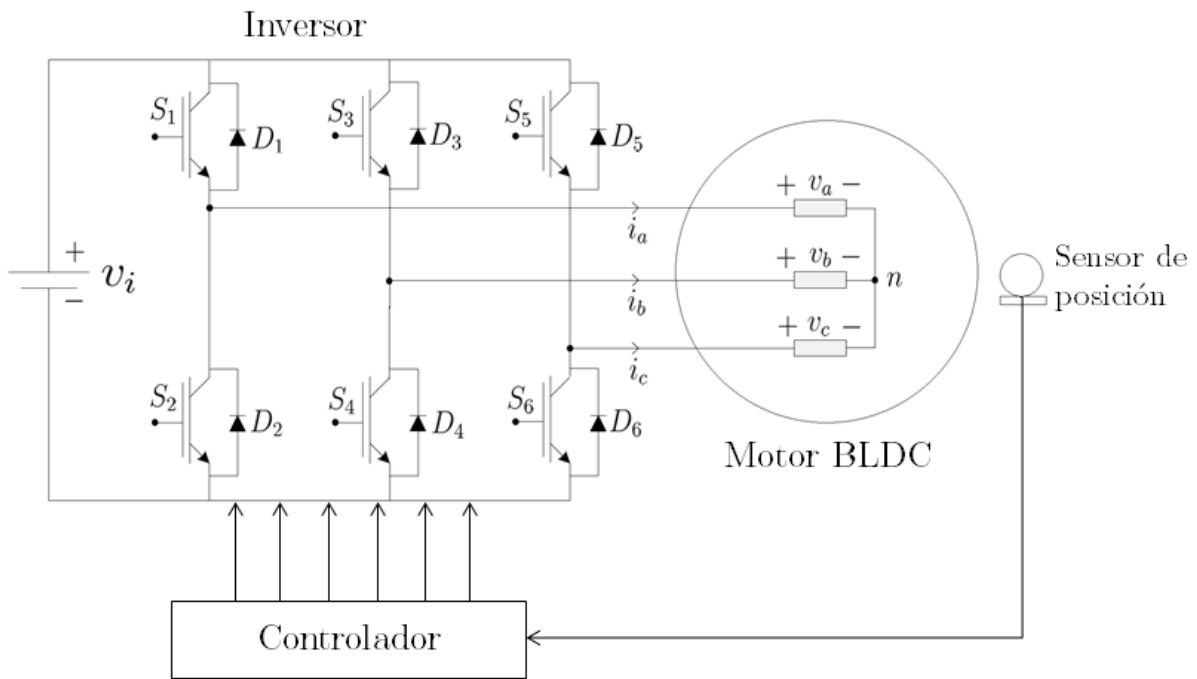 Inversor
S1
D1
S3
D3
S5
D5
+ va −
ia
+
vi
−
+ vb −
n
ib
+ vc −
ic
Sensor de
posición
S2
D2
S4
D4
S6
D6
Motor BLDC
Controlador